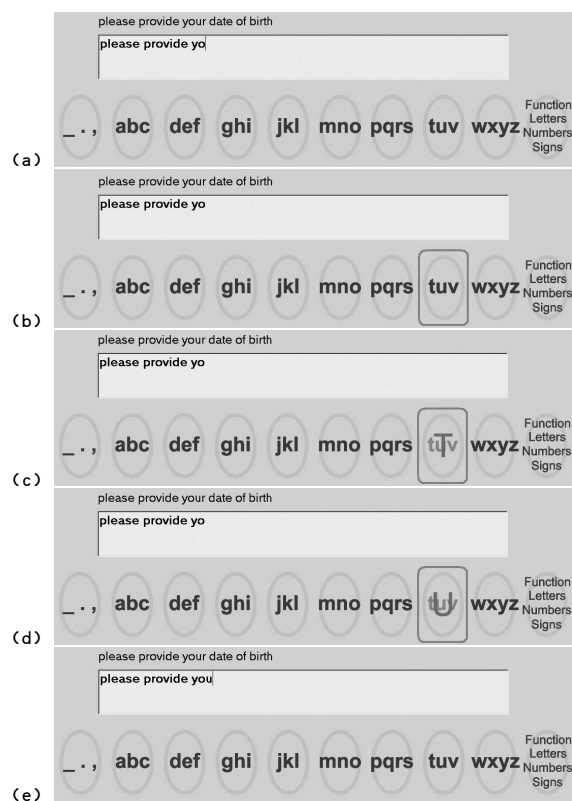 please provide your date of birth
please provide yo
_ . , abc def ghi jkl mno pqrs tuv wxyz Function Letters Numbers Signs
(a)
please provide your date of birth
please provide yo
_ . , abc def ghi jkl mno pqrs tuv wxyz Function Letters Numbers Signs
(b)
please provide your date of birth
please provide yo
_ . , abc def ghi jkl mno pqrs tuv T wxyz Function Letters Numbers Signs
(c)
please provide your date of birth
please provide yo
_ . , abc def ghi jkl mno pqrs tuv U wxyz Function Letters Numbers Signs
(d)
please provide your date of birth
please provide you
_ . , abc def ghi jkl mno pqrs tuv wxyz Function Letters Numbers Signs
(e)